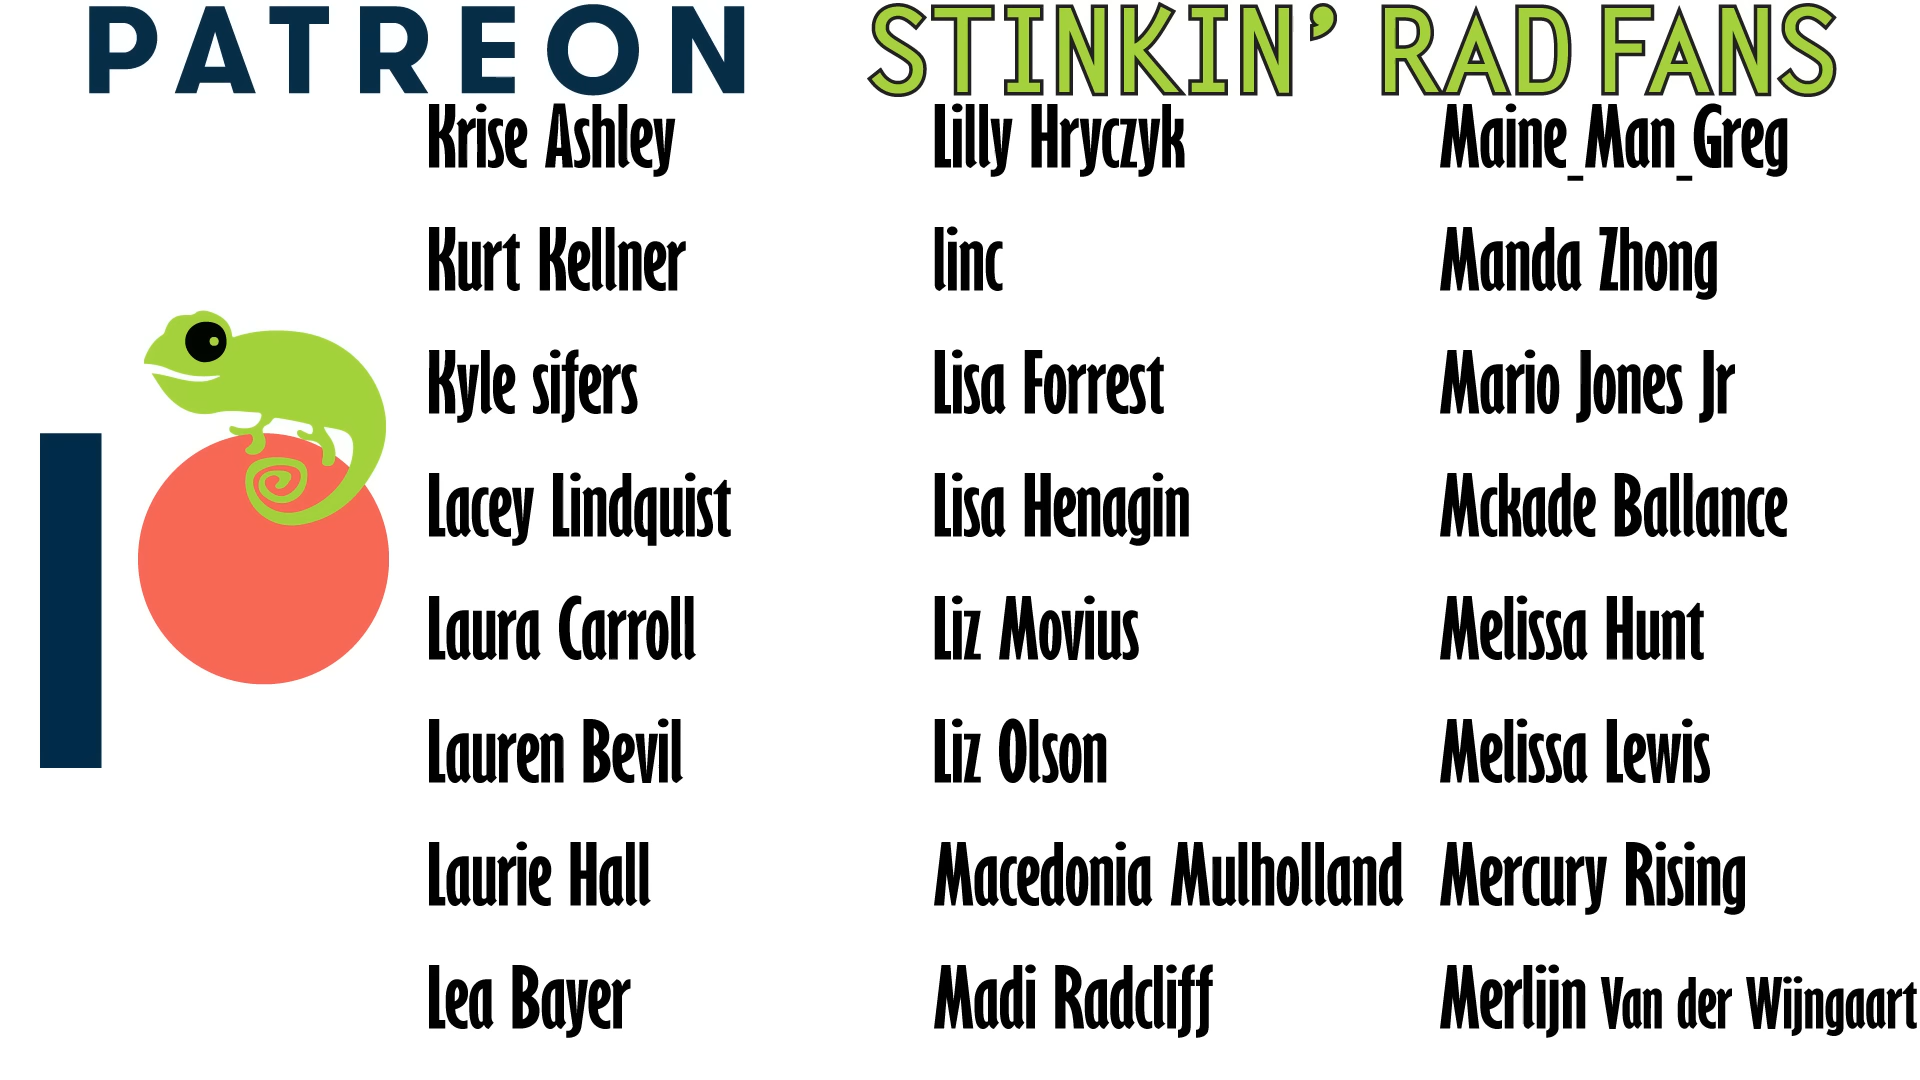 PATREON STINKIN' RAD FANS
Krise Ashley
Kurt Kellner
Kyle sifers
Lacey Lindquist
Laura Carroll
Lauren Bevil
Laurie Hall
Lea Bayer
Lilly Hryczyk
linc
Lisa Forrest
Lisa Henagin
Liz Movius
Liz Olson
Macedonia Mulholland
Madi Radcliff
Maine_Man_Greg
Manda Zhong
Mario Jones Jr
Mckade Ballance
Melissa Hunt
Melissa Lewis
Mercury Rising
Merlijn Van der Wijngaart